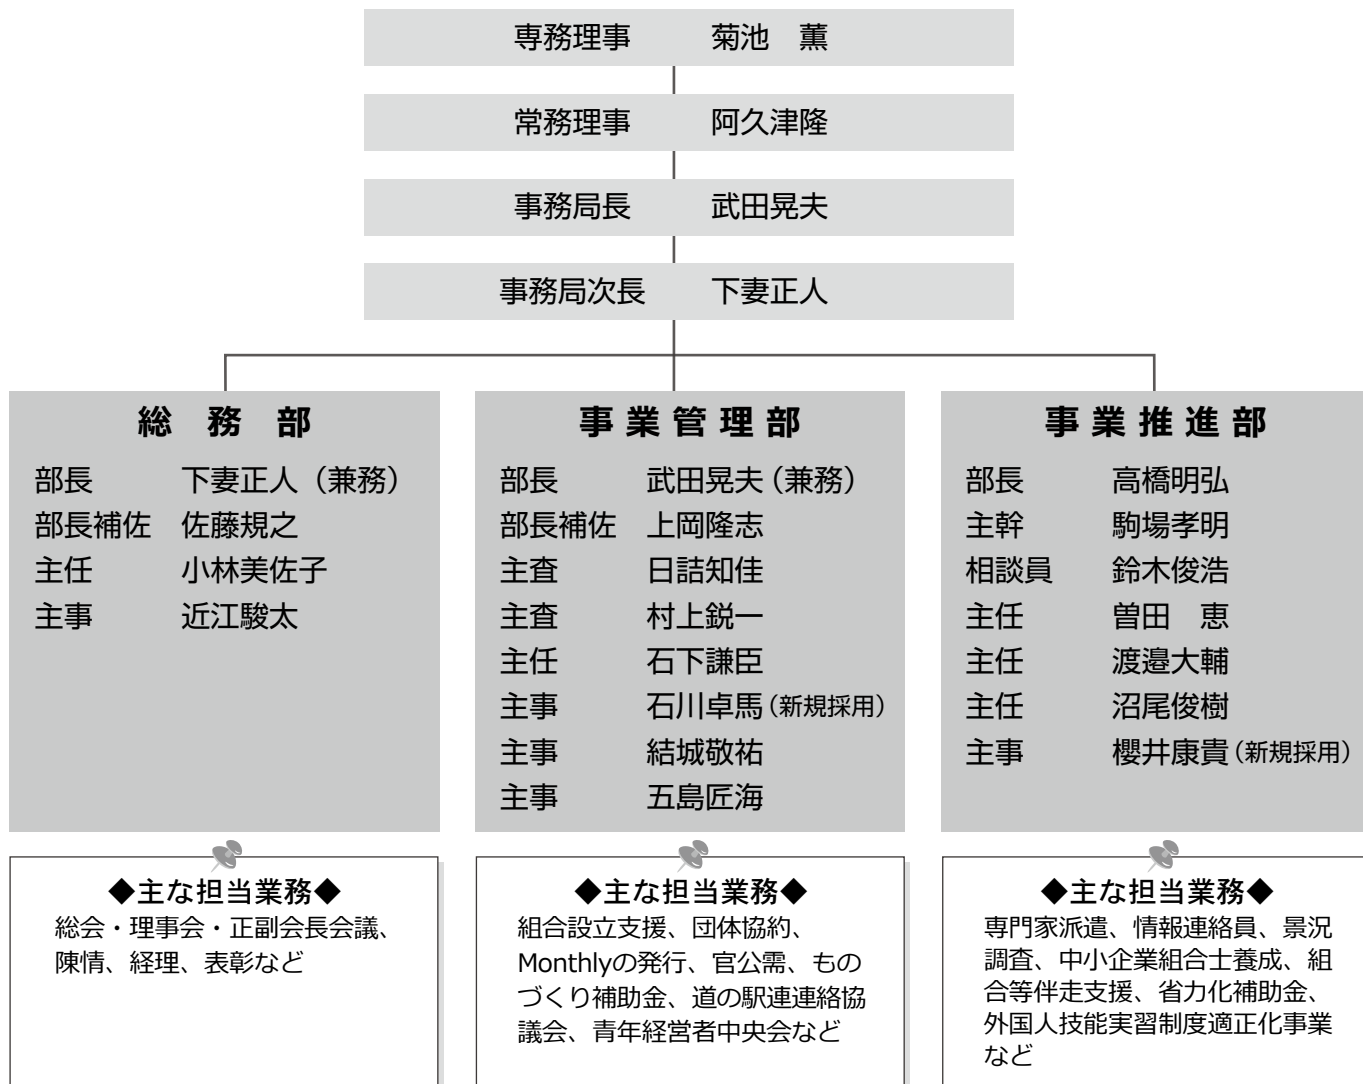 専務理事　菊池　薫
常務理事　阿久津隆
事務局長　武田晃夫
事務局次長　下妻正人
総務部
部長　下妻正人（兼務）
部長補佐　佐藤規之
主任　小林美佐子
主事　近江駿太
事業管理部
部長　武田晃夫（兼務）
部長補佐　上岡隆志
主査　日詰知佳
主査　村上鋭一
主任　石下謙臣
主事　石川卓馬（新規採用）
主事　結城敬祐
主事　五島匠海
事業推進部
部長　高橋明弘
主幹　駒場孝明
相談員　鈴木俊浩
主任　曽田　恵
主任　渡邉大輔
主任　沼尾俊樹
主事　櫻井康貴（新規採用）
◆主な担当業務◆
総会・理事会・正副会長会議、
陳情、経理、表彰など
◆主な担当業務◆
組合設立支援、団体協約、
Monthlyの発行、官公需、もの
づくり補助金、道の駅連連絡協
議会、青年経営者中央会など
◆主な担当業務◆
専門家派遣、情報連絡員、景況
調査、中小企業組合士養成、組
合等伴走支援、省力化補助金、
外国人技能実習制度適正化事業
など